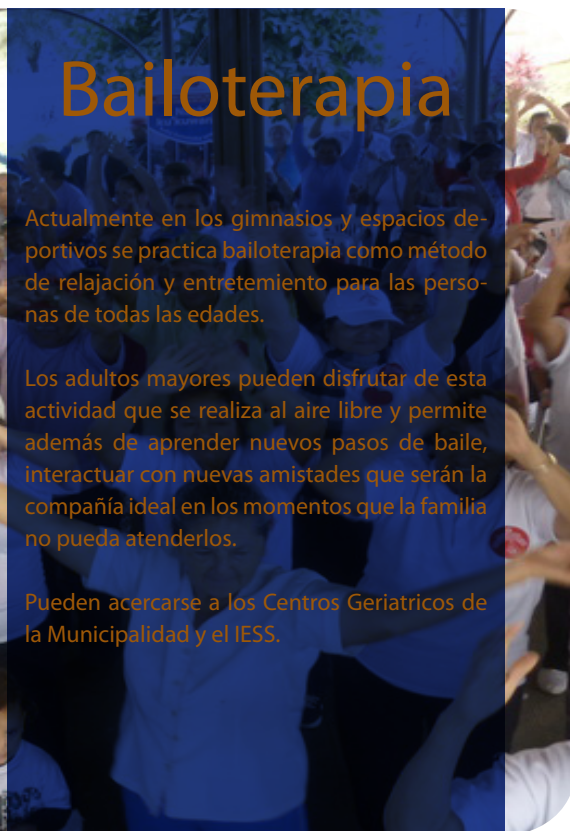 Bailoterapia
Actualmente en los gimnasios y espacios de-
portivos se practica bailoterapia como método
de relajación y entretemiento para las perso-
nas de todas las edades.
Los adultos mayores pueden disfrutar de esta
actividad que se realiza al aire libre y permite
además de aprender nuevos pasos de baile,
interactuar con nuevas amistades que serán la
compañía ideal en los momentos que la familia
no pueda atenderlos.
Pueden acercarse a los Centros Geriatricos de
la Municipalidad y el IESS.